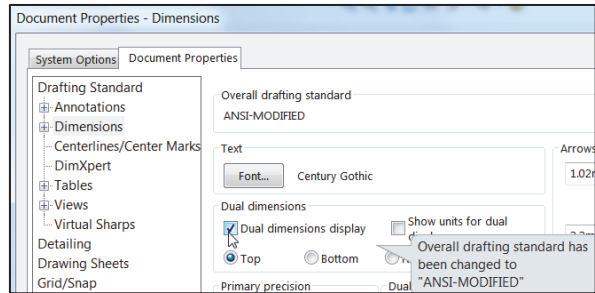 Document Properties - Dimensions
System Options
Document Properties
Drafting Standard
Annotations
Dimensions
Centerlines/Center Marks
DimXpert
Tables
Views
Virtual Sharps
Detailing
Drawing Sheets
Grid/Snap
Overall drafting standard
ANSI-MODIFIED
Text
Font...
Century Gothic
Arrows
Dual dimensions
Dual dimensions display
Show units for dual
Top
Bottom
Primary precision
Dual
Overall drafting standard has
been changed to
"ANSI-MODIFIED"